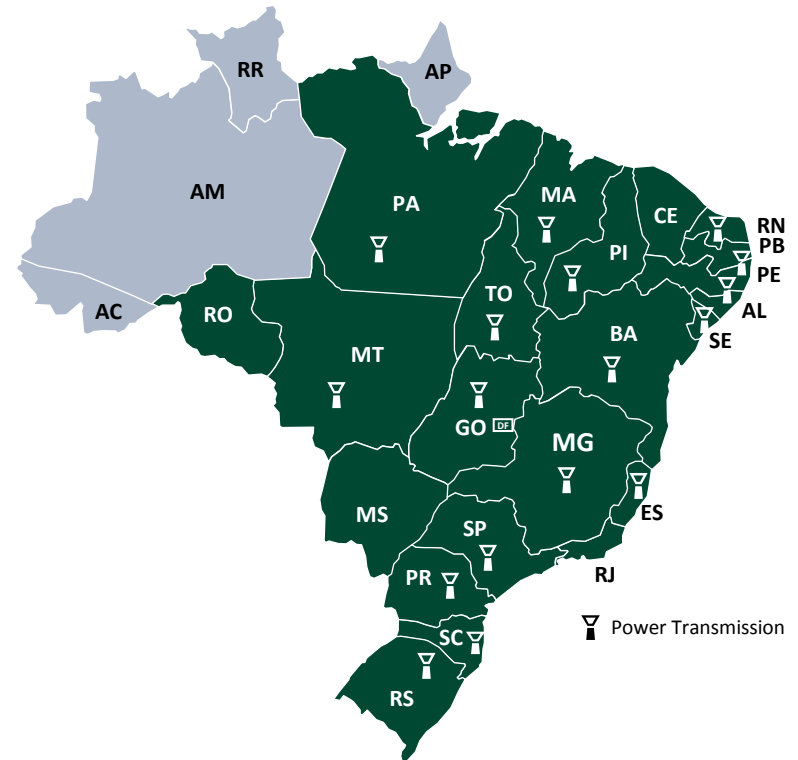 RR
AP
AM
PA
MA
CE
RN
PB
PI
PE
TO
AL
AC
RO
SE
BA
MT
GO
DF
MG
MS
ES
SP
RJ
PR
Power Transmission
SC
RS